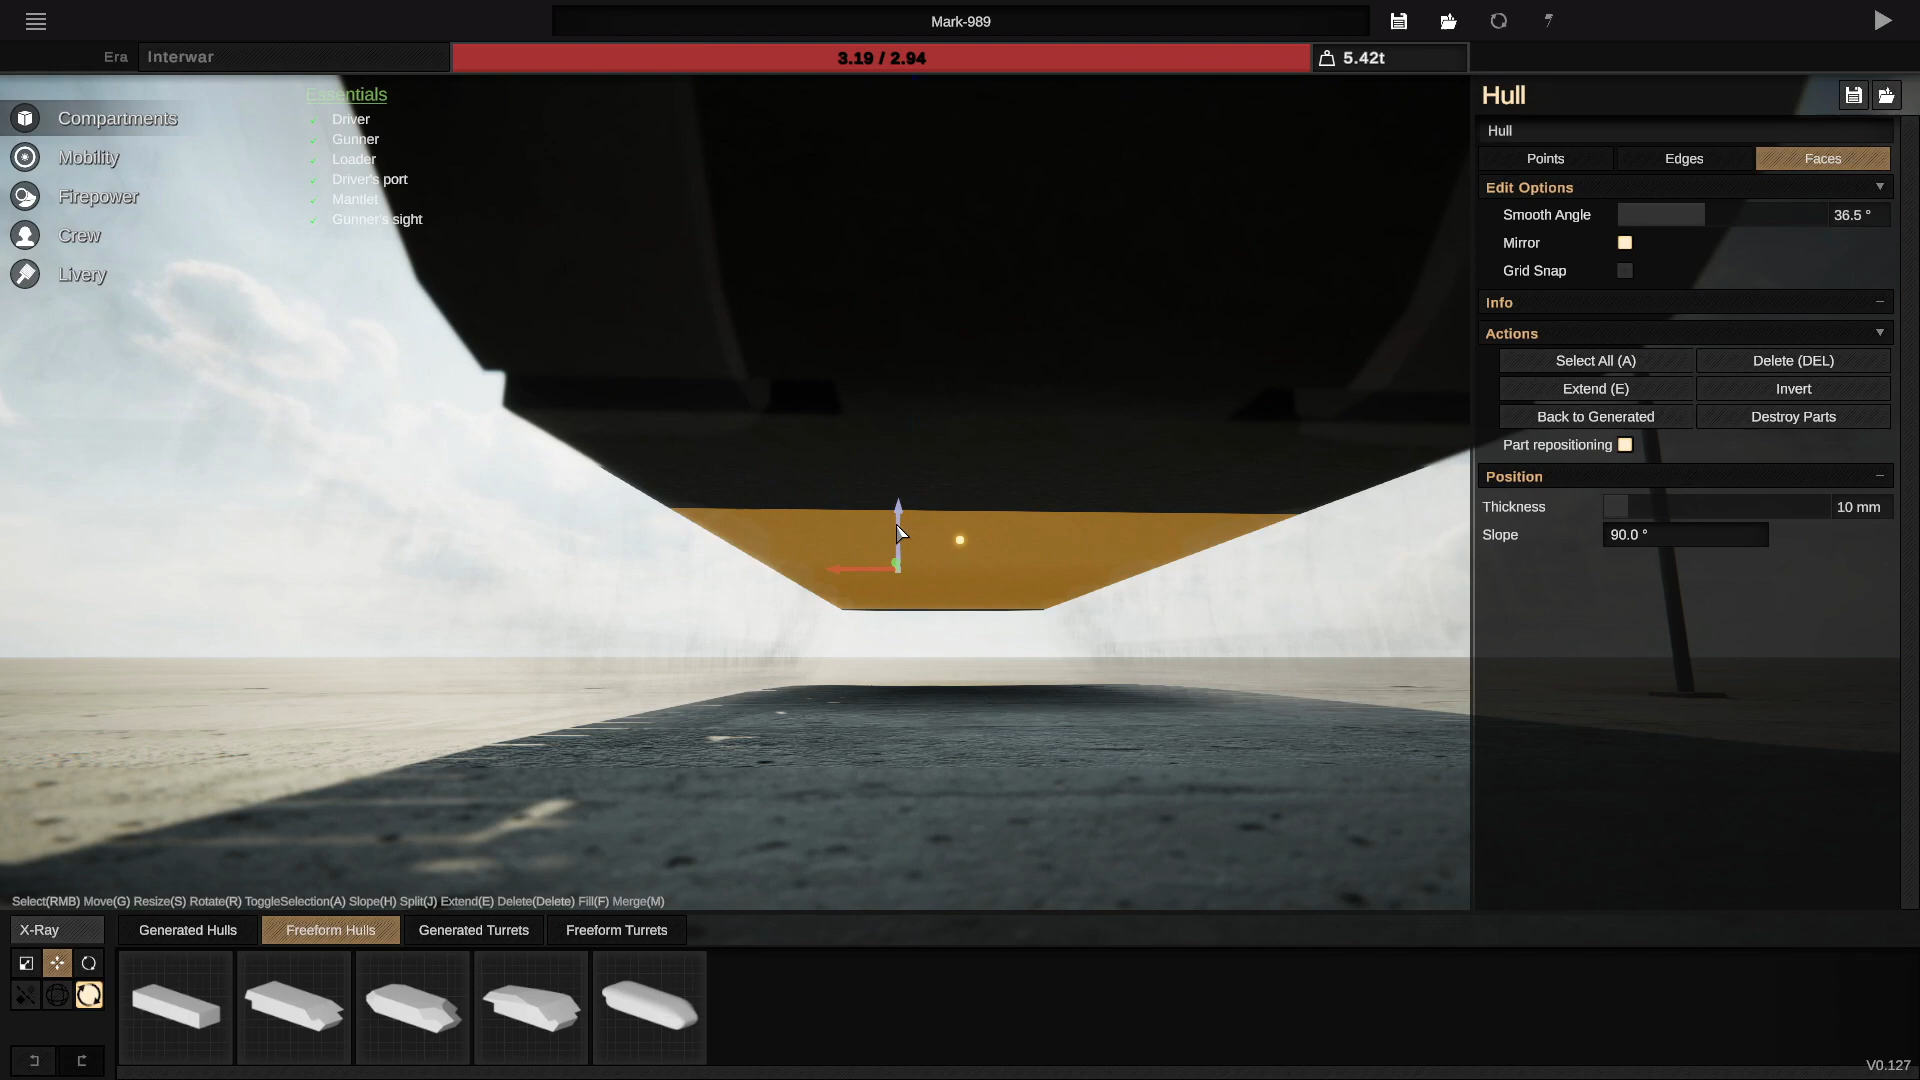 Mark-989
Era
Interwar
3.19 / 2.94
5.42t
Compartments
Mobility
Firepower
Crew
Livery
Essentials
Driver
Gunner
Loader
Driver's port
Mantlet
Gunner's sight
Hull
Hull
Points Edges Faces
Edit Options
Smooth Angle 36.5 °
Mirror
Grid Snap
Info
Actions
Select All (A) Delete (DEL)
Extend (E) Invert
Back to Generated Destroy Parts
Part repositioning
Position
Thickness 10 mm
Slope 90.0 °
Select(RMB) Move(G) Resize(S) Rotate(R) ToggleSelection(A) Slope(H) Split(J) Extend(E) Delete(Delete) Fill(F) Merge(M)
X-Ray
Generated Hulls Freeform Hulls Generated Turrets Freeform Turrets
V0.127